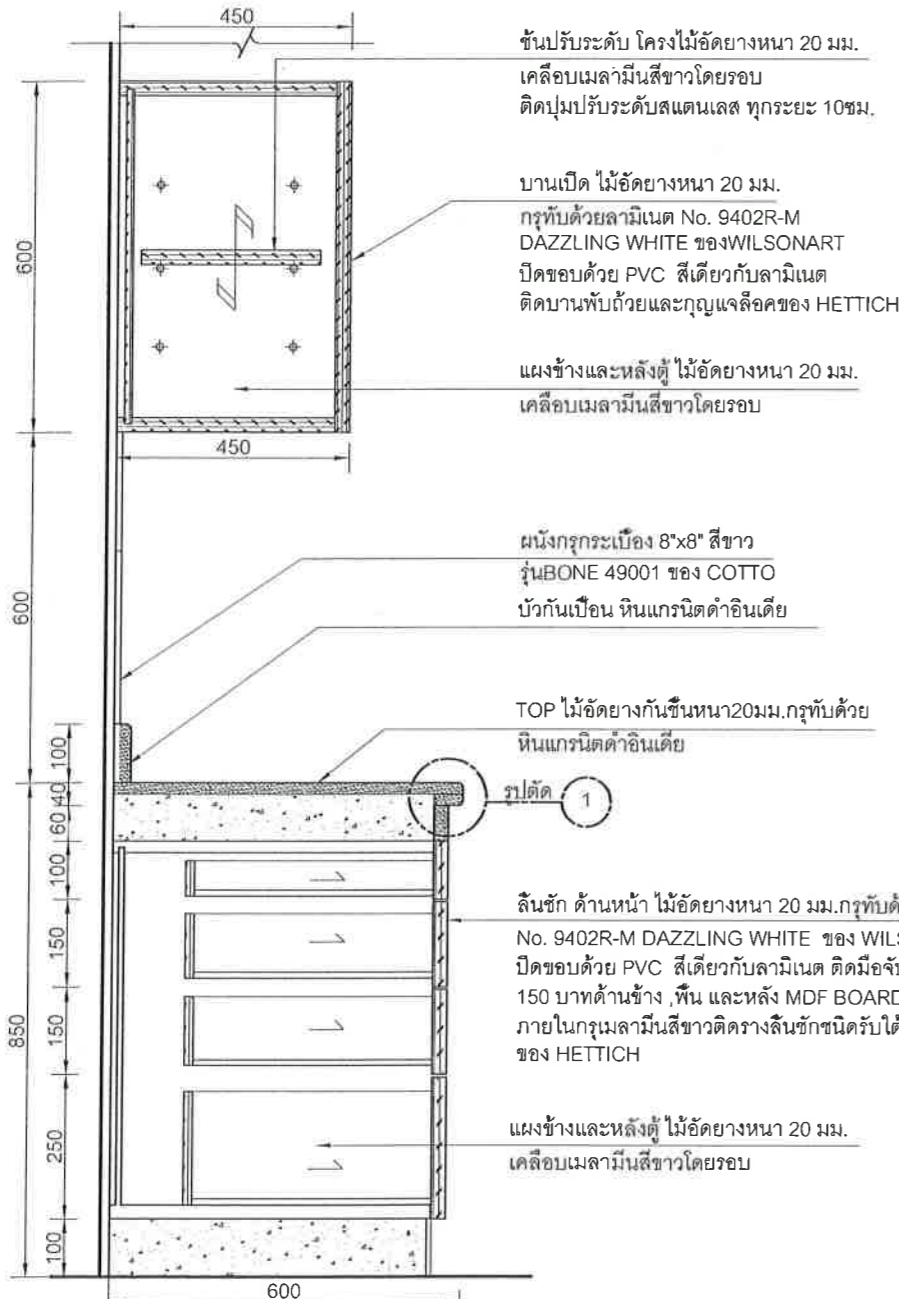 450
ชั้นปรับระดับ โครงไม้อัดยางหนา 20 มม.
เคลือบเมลามีนสีขาวโดยรอบ
ติดปุ่มปรับระดับสแตนเลส ทุกระยะ 10ซม.
บานเปิด ไม้อัดยางหนา 20 มม.
กรุทับด้วยลามิเนต No. 9402R-M
DAZZLING WHITE ของWILSONART
ปิดขอบด้วย PVC สีเดียวกับลามิเนต
ติดบานพับถ้วยและกุญแจล็อคของ HETTICH
600
แผงข้างและหลังตู้ ไม้อัดยางหนา 20 มม.
เคลือบเมลามีนสีขาวโดยรอบ
450
ผนังกรุกระเบื้อง 8"x8" สีขาว
รุ่นBONE 49001 ของ COTTO
600
บัวกันเปื้อน หินแกรนิตดำอินเดีย
TOP ไม้อัดยางกันชื้นหนา20มม.กรุทับด้วย
หินแกรนิตดำอินเดีย
100
40
60
รูปตัด 1
100
ลิ้นชัก ด้านหน้า ไม้อัดยางหนา 20 มม.กรุทับด้
No. 9402R-M DAZZLING WHITE ของ WILS
ปิดขอบด้วย PVC สีเดียวกับลามิเนต ติดมือจับ
150 บาทด้านข้าง ,พื้น และหลัง MDF BOARD
ภายในกรุเมลามีนสีขาวติดรางลิ้นชักชนิดรับใต้
ของ HETTICH
150
150
850
250
แผงข้างและหลังตู้ ไม้อัดยางหนา 20 มม.
เคลือบเมลามีนสีขาวโดยรอบ
100
600